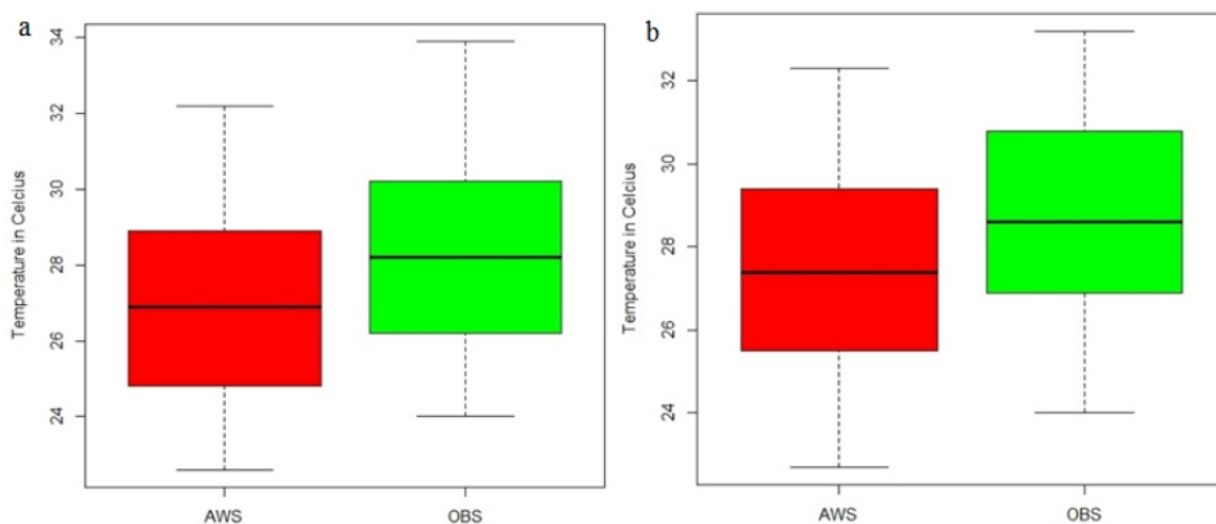 a
34
32
30
28
26
24
Temperature in Celcius
AWS
OBS
b
32
30
28
26
24
Temperature in Celcius
AWS
OBS